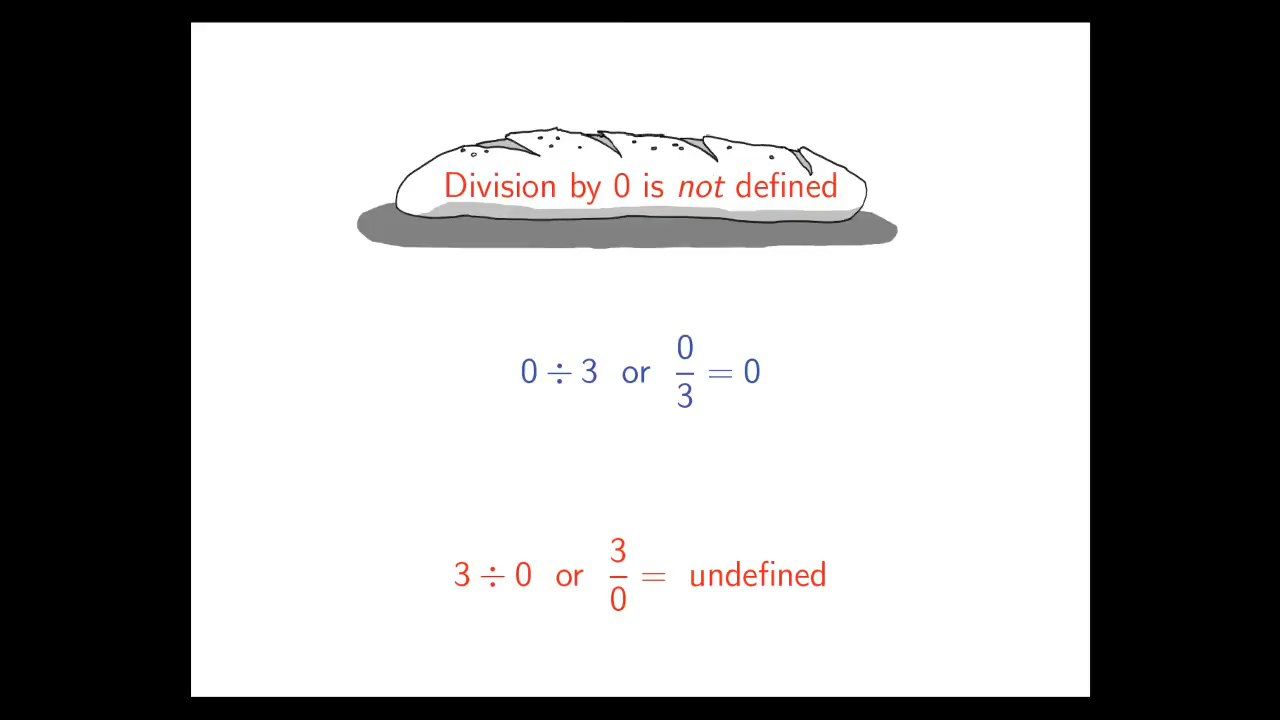 Division by 0 is not defined
0 ÷ 3 or 0/3 = 0
3 ÷ 0 or 3/0 = undefined